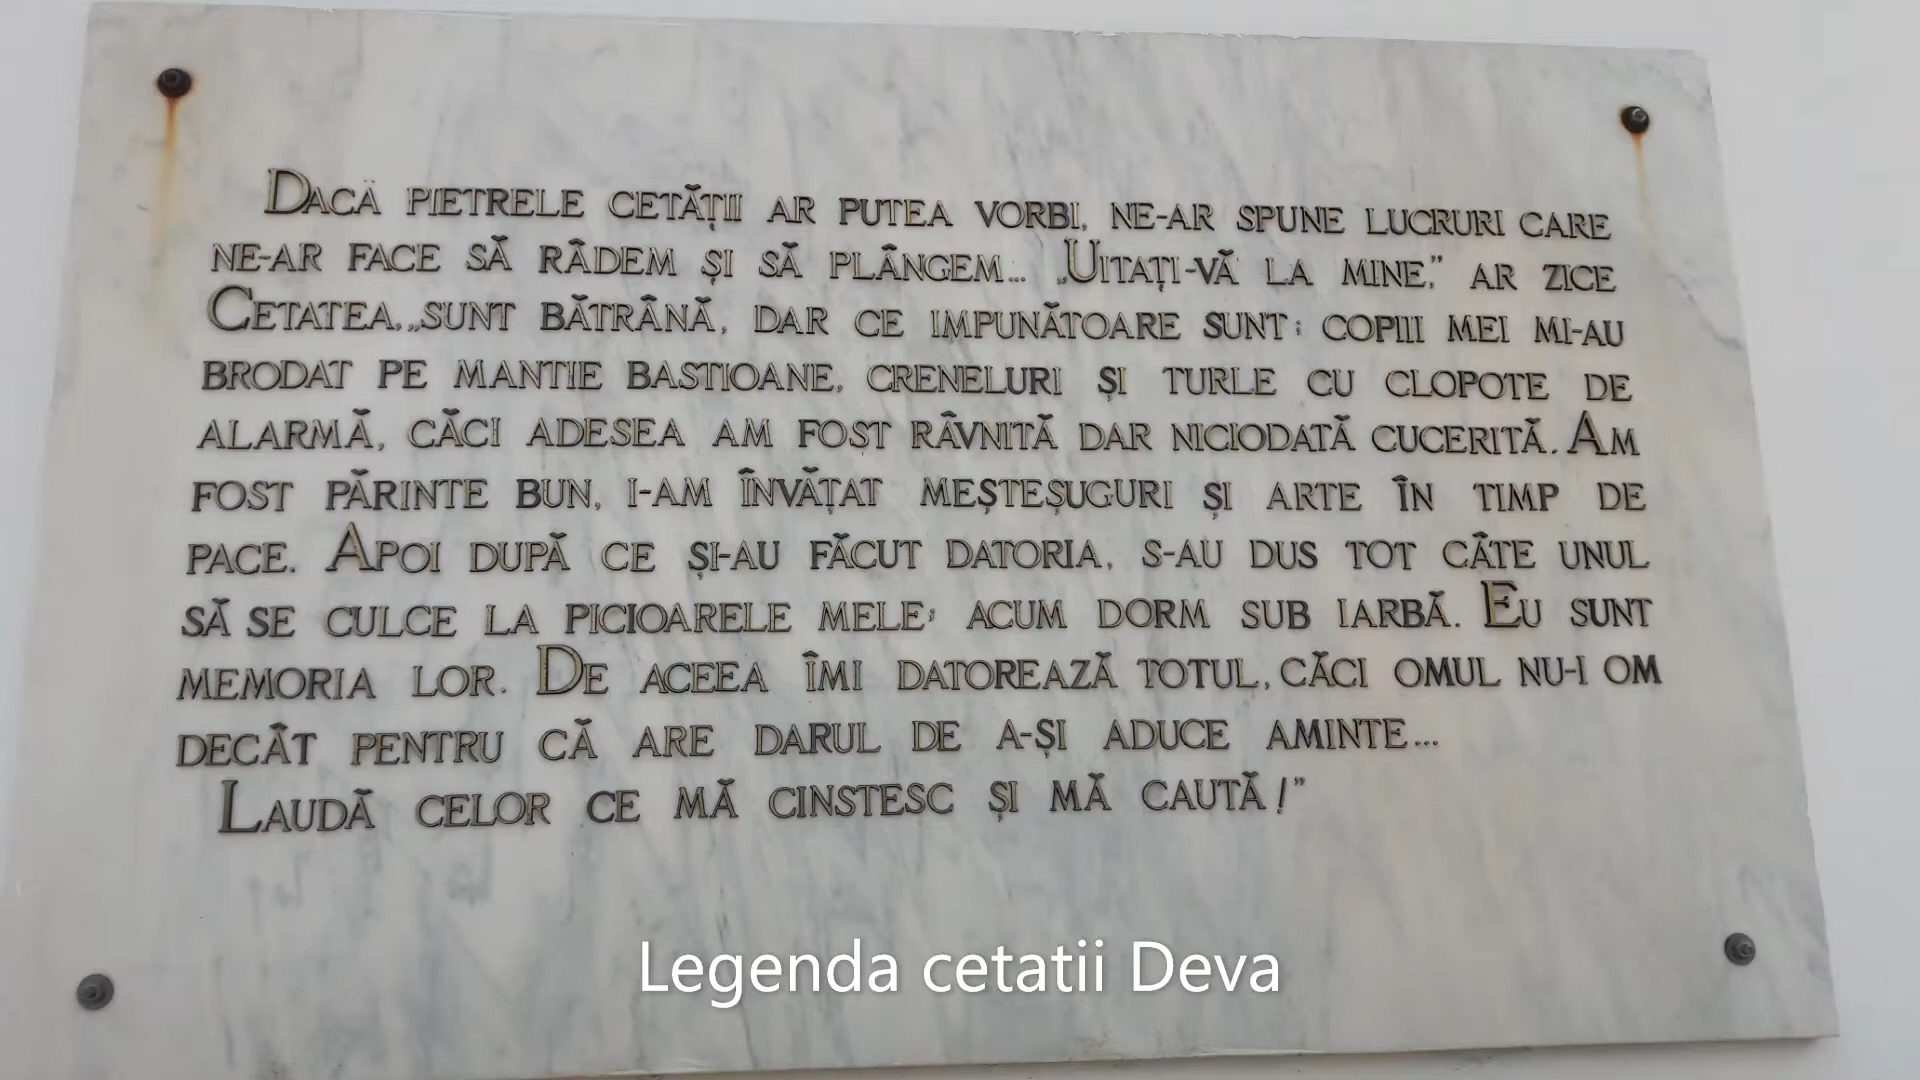 DACĂ PIETRELE CETĂȚII AR PUTEA VORBI, NE-AR SPUNE LUCRURI CARE
NE-AR FACE SĂ RÂDEM ȘI SĂ PLÂNGEM... „UITAȚI-VĂ LA MINE,” AR ZICE
CETATEA, „SUNT BĂTRÂNĂ, DAR CE IMPUNĂTOARE SUNT: COPIII MEI MI-AU
BRODAT PE MANTIE BASTIOANE, CRENELURI ȘI TURLE CU CLOPOTE DE
ALARMĂ, CĂCI ADESEA AM FOST RÂVNITĂ DAR NICIODATĂ CUCERITĂ. AM
FOST PĂRINTE BUN, I-AM ÎNVĂȚAT MEȘTEȘUGURI ȘI ARTE ÎN TIMP DE
PACE. APOI DUPĂ CE ȘI-AU FĂCUT DATORIA, S-AU DUS TOT CÂTE UNUL
SĂ SE CULCE LA PICIOARELE MELE; ACUM DORM SUB IARBĂ. EU SUNT
MEMORIA LOR. DE ACEEA ÎMI DATOREAZĂ TOTUL, CĂCI OMUL NU-I OM
DECÂT PENTRU CĂ ARE DARUL DE A-ȘI ADUCE AMINTE...
LAUDĂ CELOR CE MĂ CINSTESC ȘI MĂ CAUTĂ!”
Legenda cetatii Deva